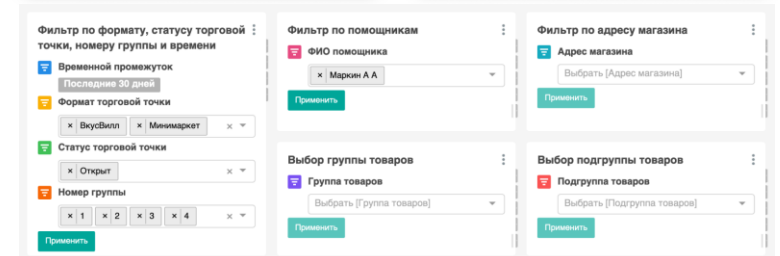 Фильтр по формату, статусу торговой
точки, номеру группы и времени
Временной промежуток
Последние 30 дней
Формат торговой точки
× ВкусВилл × Минимаркет × 
Статус торговой точки
× Открыт ×
Номер группы
× 1 × 2 × 3 × 4 ×
Применить
Фильтр по помощникам
ФИО помощника
× Маркин А А
Применить
Фильтр по адресу магазина
Адрес магазина
Выбрать [Адрес магазина]
Применить
Выбор группы товаров
Группа товаров
Выбрать [Группа товаров]
Применить
Выбор подгруппы товаров
Подгруппа товаров
Выбрать [Подгруппа товаров]
Применить